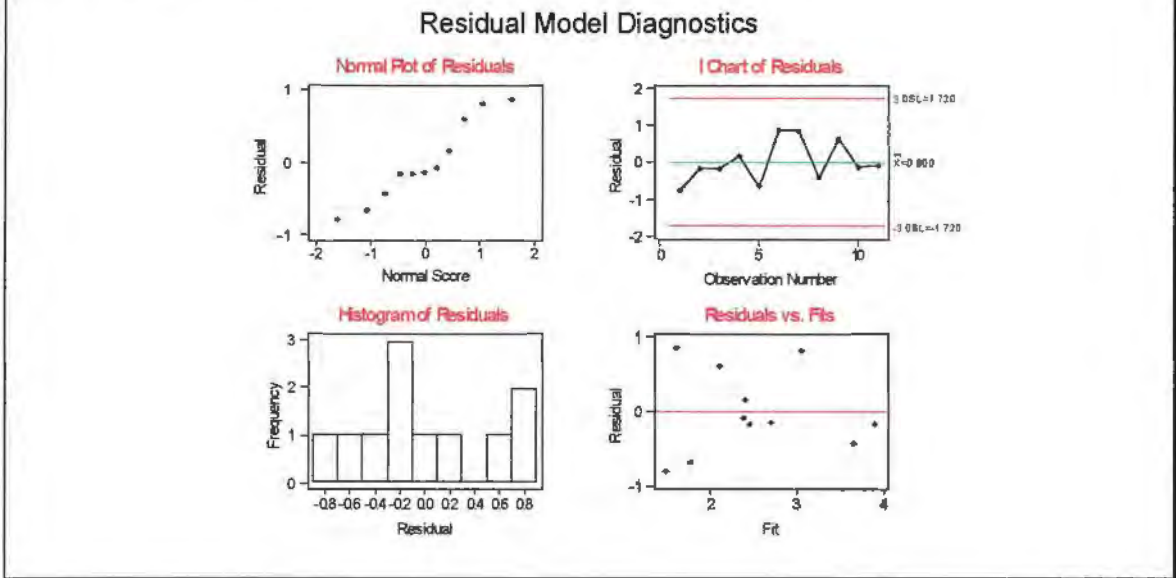 Residual Model Diagnostics
Normal Plot of Residuals
1
0
-1
Residual
-2 -1 0 1 2
Normal Score
I Chart of Residuals
2
1
0
-1
-2
Residual
3.0SL=1.720
X=0.000
-3.0SL=-1.720
0 5 10
Observation Number
Histogram of Residuals
3
2
1
0
Frequency
-0.8 -0.6 -0.4 -0.2 0.0 0.2 0.4 0.6 0.8
Residual
Residuals vs. Fits
1
0
-1
Residual
2 3 4
Fit